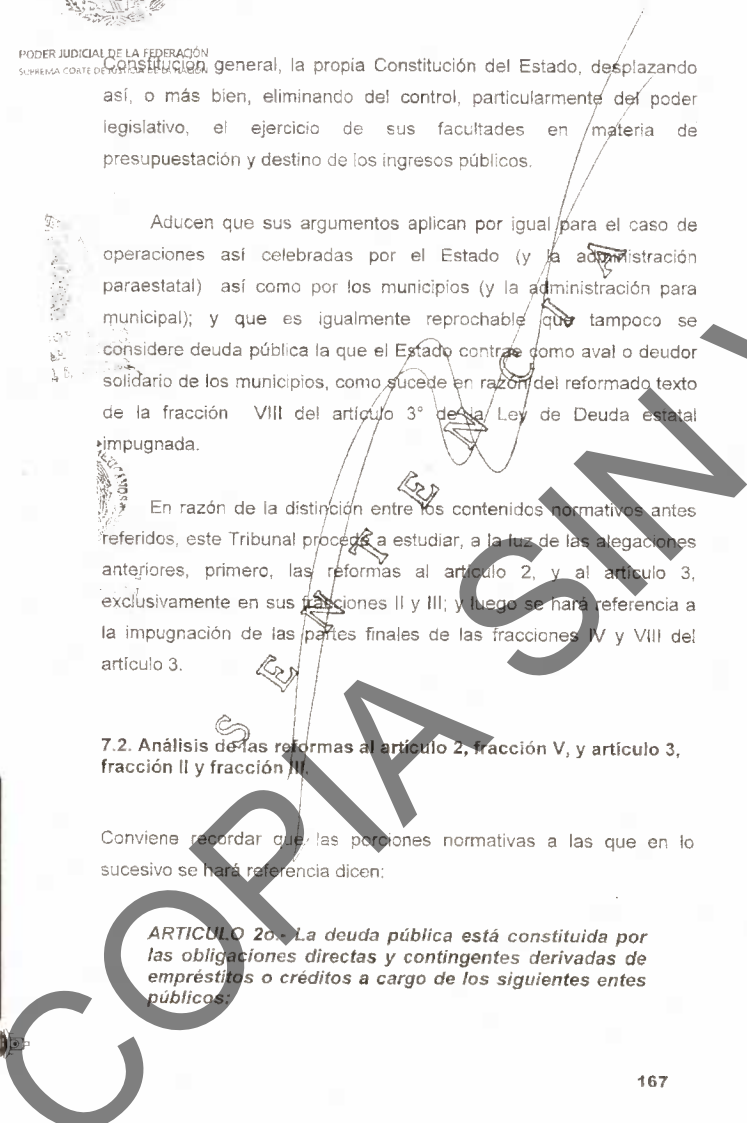 PODER JUDICIAL DE LA FEDERACIÓN
SUPREMA CORTE DE JUSTICIA DE LA NACIÓN
Constitución general, la propia Constitución del Estado, desplazando
así, o más bien, eliminando del control, particularmente del poder
legislativo, el ejercicio de sus facultades en materia de
presupuestación y destino de los ingresos públicos.
Aducen que sus argumentos aplican por igual para el caso de
operaciones así celebradas por el Estado (y la administración
paraestatal) así como por los municipios (y la administración para
municipal); y que es igualmente reprochable que tampoco se
considere deuda pública la que el Estado contrae como aval o deudor
solidario de los municipios, como sucede en razón del reformado texto
de la fracción VIII del artículo 3° de la Ley de Deuda estatal
impugnada.
En razón de la distinción entre los contenidos normativos antes
referidos, este Tribunal procede a estudiar, a la luz de las alegaciones
anteriores, primero, las reformas al artículo 2, y al artículo 3,
exclusivamente en sus fracciones II y III; y luego se hará referencia a
la impugnación de las partes finales de las fracciones IV y VIII del
artículo 3.
7.2. Análisis de las reformas al artículo 2, fracción V, y artículo 3,
fracción II y fracción III.
Conviene recordar que las porciones normativas a las que en lo
sucesivo se hará referencia dicen:
ARTICULO 2o.- La deuda pública está constituida por
las obligaciones directas y contingentes derivadas de
empréstitos o créditos a cargo de los siguientes entes
públicos:
167
SENTENCIA
COPIA SIN